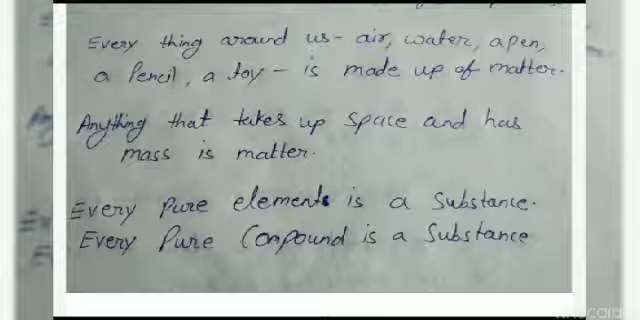 Every thing around us - air, water, a pen,
a Pencil, a toy - is made up of matter.
Anything that takes up space and has
mass is matter.
Every pure elements is a substance.
Every Pure Conpound is a Substance